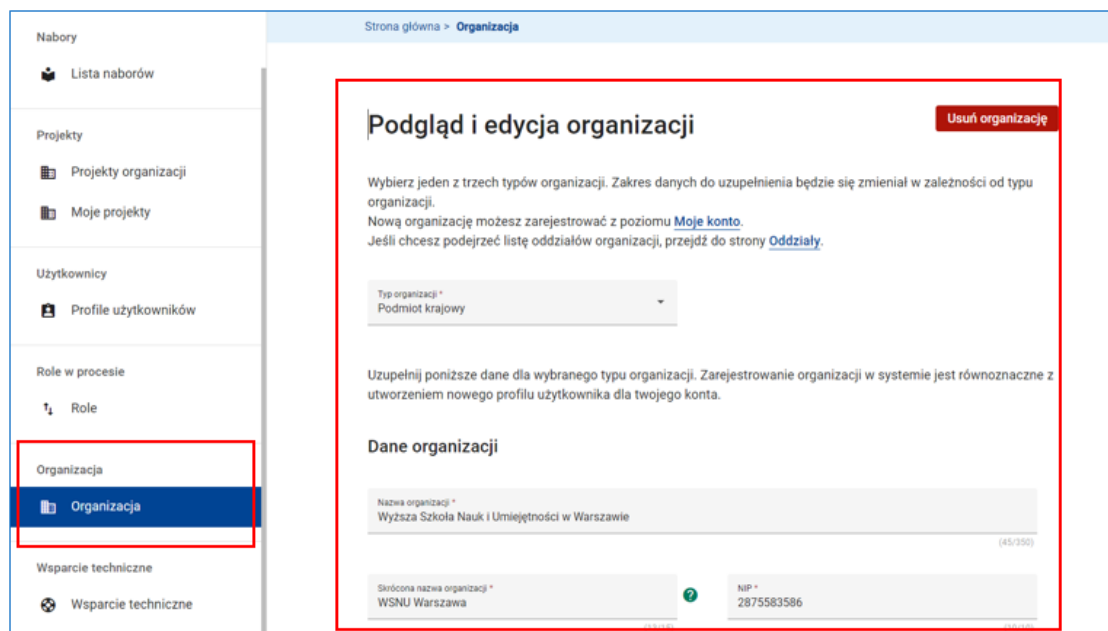 Nabory
Lista naborów
Projekty
Projekty organizacji
Moje projekty
Użytkownicy
Profile użytkowników
Role w procesie
Role
Organizacja
Organizacja
Wsparcie techniczne
Wsparcie techniczne
Strona główna > Organizacja
Podgląd i edycja organizacji
Usuń organizację
Wybierz jeden z trzech typów organizacji. Zakres danych do uzupełnienia będzie się zmieniał w zależności od typu
organizacji.
Nową organizację możesz zarejestrować z poziomu Moje konto.
Jeśli chcesz podejrzeć listę oddziałów organizacji, przejdź do strony Oddziały.
Typ organizacji *
Podmiot krajowy
Uzupełnij poniższe dane dla wybranego typu organizacji. Zarejestrowanie organizacji w systemie jest równoznaczne z
utworzeniem nowego profilu użytkownika dla twojego konta.
Dane organizacji
Nazwa organizacji *
Wyższa Szkoła Nauk i Umiejętności w Warszawie
(45/350)
Skrócona nazwa organizacji *
WSNU Warszawa
NIP *
2875583586